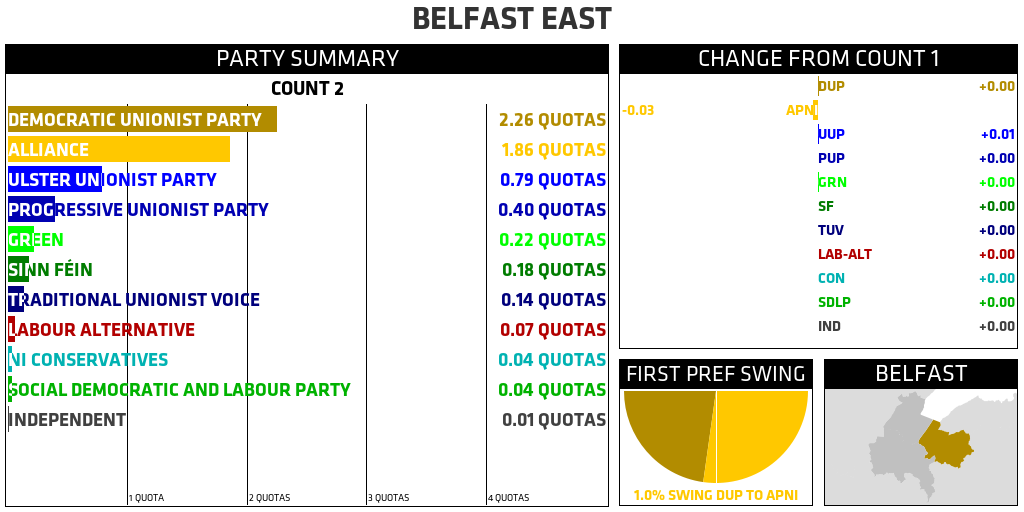 BELFAST EAST
PARTY SUMMARY
COUNT 2
DEMOCRATIC UNIONIST PARTY 2.26 QUOTAS
ALLIANCE 1.86 QUOTAS
ULSTER UNIONIST PARTY 0.79 QUOTAS
PROGRESSIVE UNIONIST PARTY 0.40 QUOTAS
GREEN 0.22 QUOTAS
SINN FÉIN 0.18 QUOTAS
TRADITIONAL UNIONIST VOICE 0.14 QUOTAS
LABOUR ALTERNATIVE 0.07 QUOTAS
NI CONSERVATIVES 0.04 QUOTAS
SOCIAL DEMOCRATIC AND LABOUR PARTY 0.04 QUOTAS
INDEPENDENT 0.01 QUOTAS
1 QUOTA 2 QUOTAS 3 QUOTAS 4 QUOTAS
CHANGE FROM COUNT 1
DUP +0.00
-0.03 APNI
UUP +0.01
PUP +0.00
GRN +0.00
SF +0.00
TUV +0.00
LAB-ALT +0.00
CON +0.00
SDLP +0.00
IND +0.00
FIRST PREF SWING
1.0% SWING DUP TO APNI
BELFAST